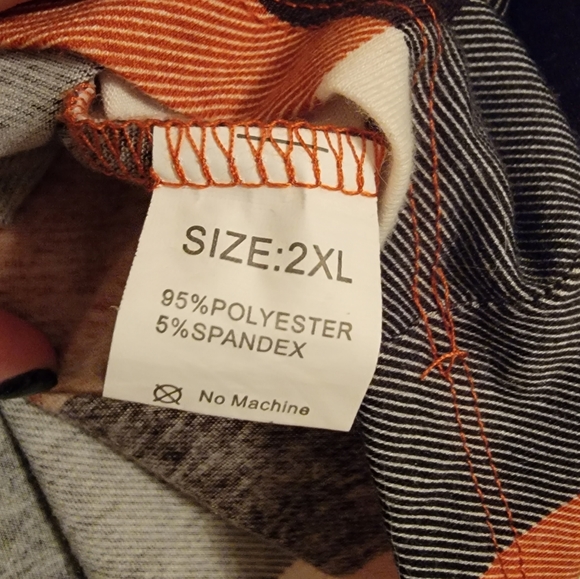 SIZE:2XL
95%POLYESTER
5%SPANDEX
No Machine